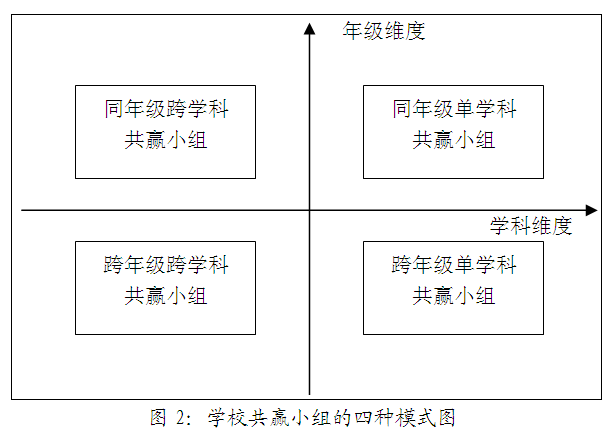 年级维度
同年级跨学科
共赢小组
同年级单学科
共赢小组
学科维度
跨年级跨学科
共赢小组
跨年级单学科
共赢小组
图 2：学校共赢小组的四种模式图